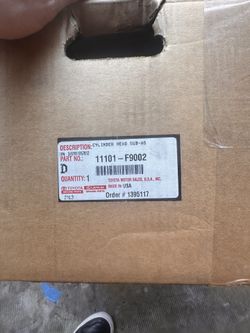 DESCRIPTION: CYLINDER HEAD SUB-AS
PART NO.: 11101-F9002
D
QUANTITY: 1
TOYOTA MOTOR SALES, U.S.A., INC.
MADE IN USA
TOYOTA
Order # 1395117